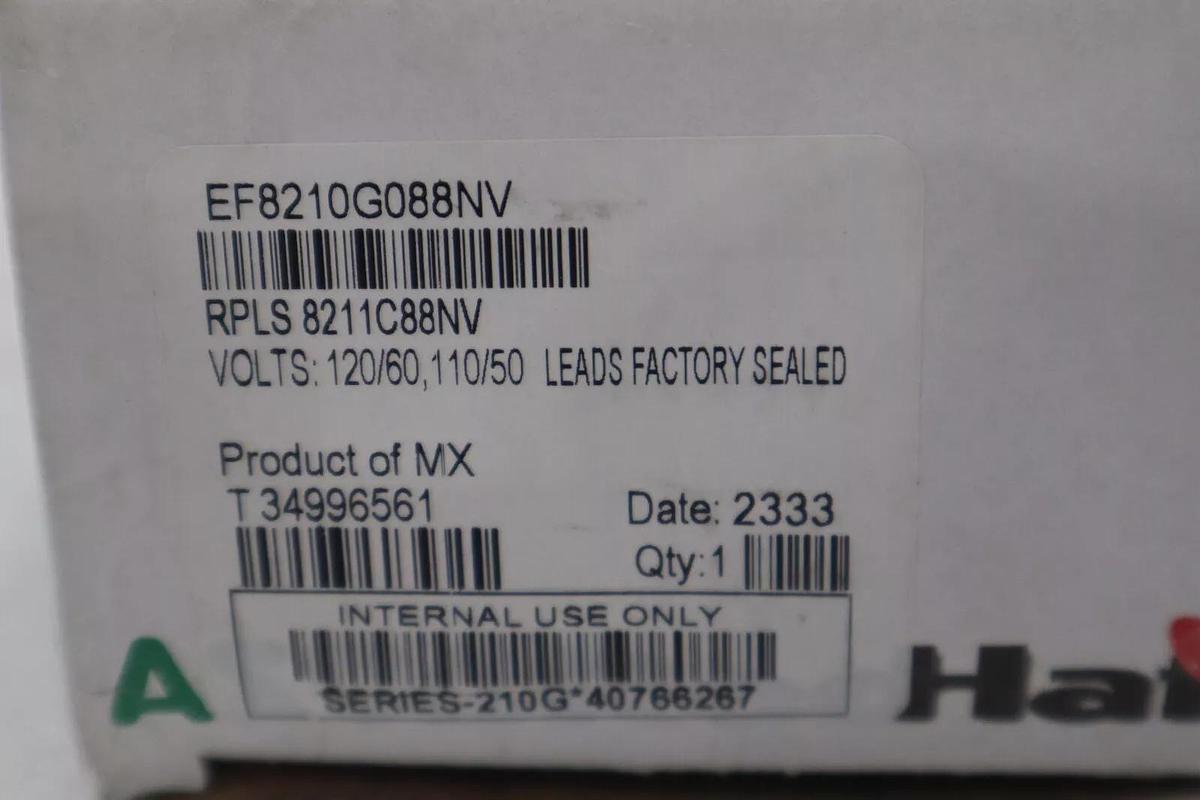 EF8210G088NV
RPLS 8211C88NV
VOLTS: 120/60,110/50 LEADS FACTORY SEALED
Product of MX
T 34996561 Date: 2333
Qty:1
INTERNAL USE ONLY
SERIES-210G*40766267
A